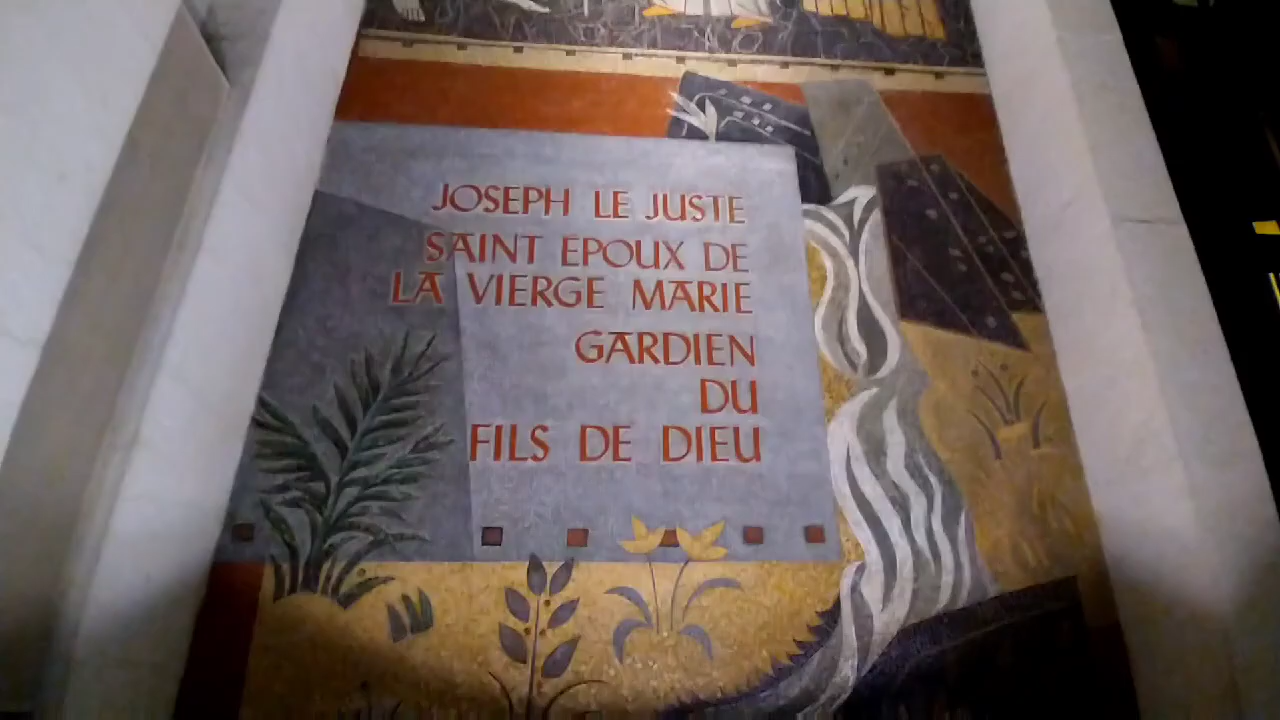 JOSEPH LE JUSTE
SAINT EPOUX DE
LA VIERGE MARIE
GARDIEN
DU
FILS DE DIEU